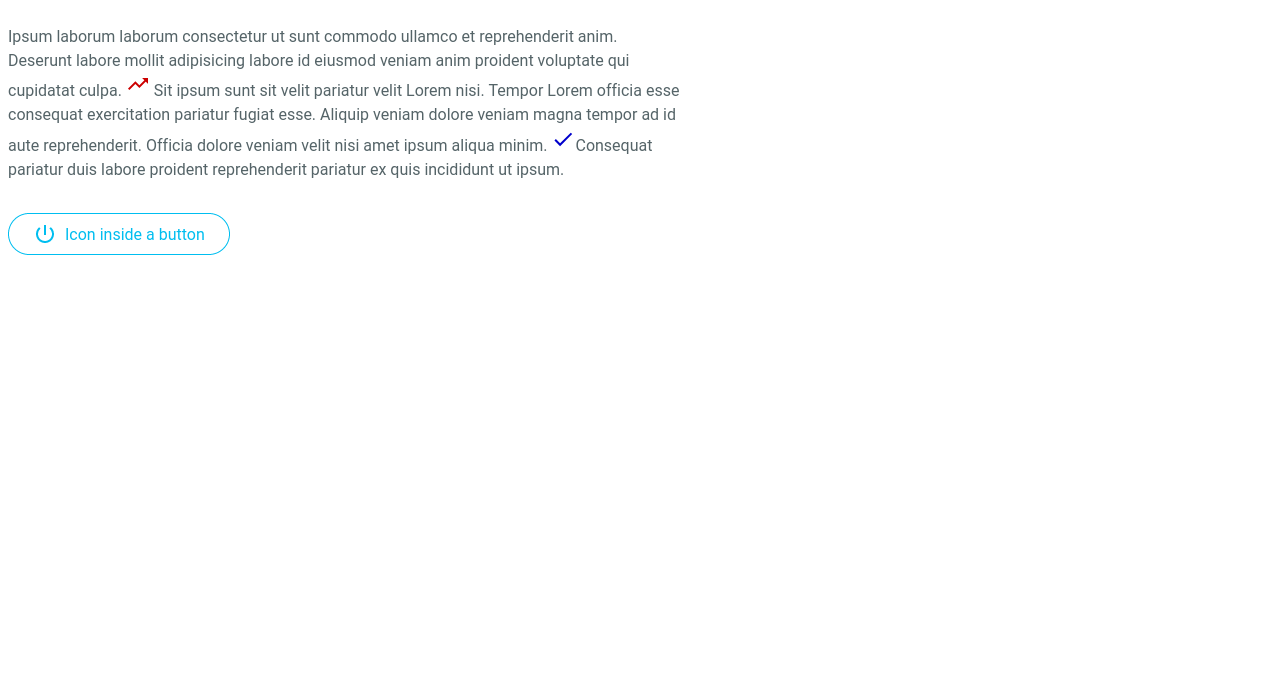 Ipsum laborum laborum consectetur ut sunt commodo ullamco et reprehenderit anim.
Deserunt labore mollit adipisicing labore id eiusmod veniam anim proident voluptate qui
cupidatat culpa. Sit ipsum sunt sit velit pariatur velit Lorem nisi. Tempor Lorem officia esse
consequat exercitation pariatur fugiat esse. Aliquip veniam dolore veniam magna tempor ad id
aute reprehenderit. Officia dolore veniam velit nisi amet ipsum aliqua minim. Consequat
pariatur duis labore proident reprehenderit pariatur ex quis incididunt ut ipsum.
Icon inside a button